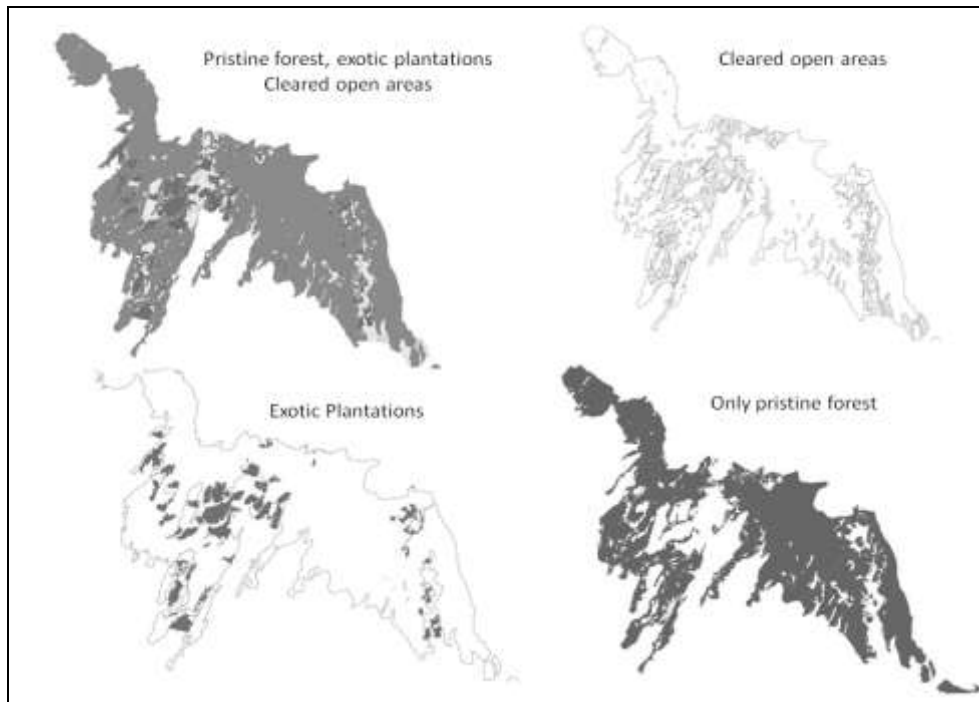 Pristine forest, exotic plantations
Cleared open areas
Cleared open areas
Exotic Plantations
Only pristine forest